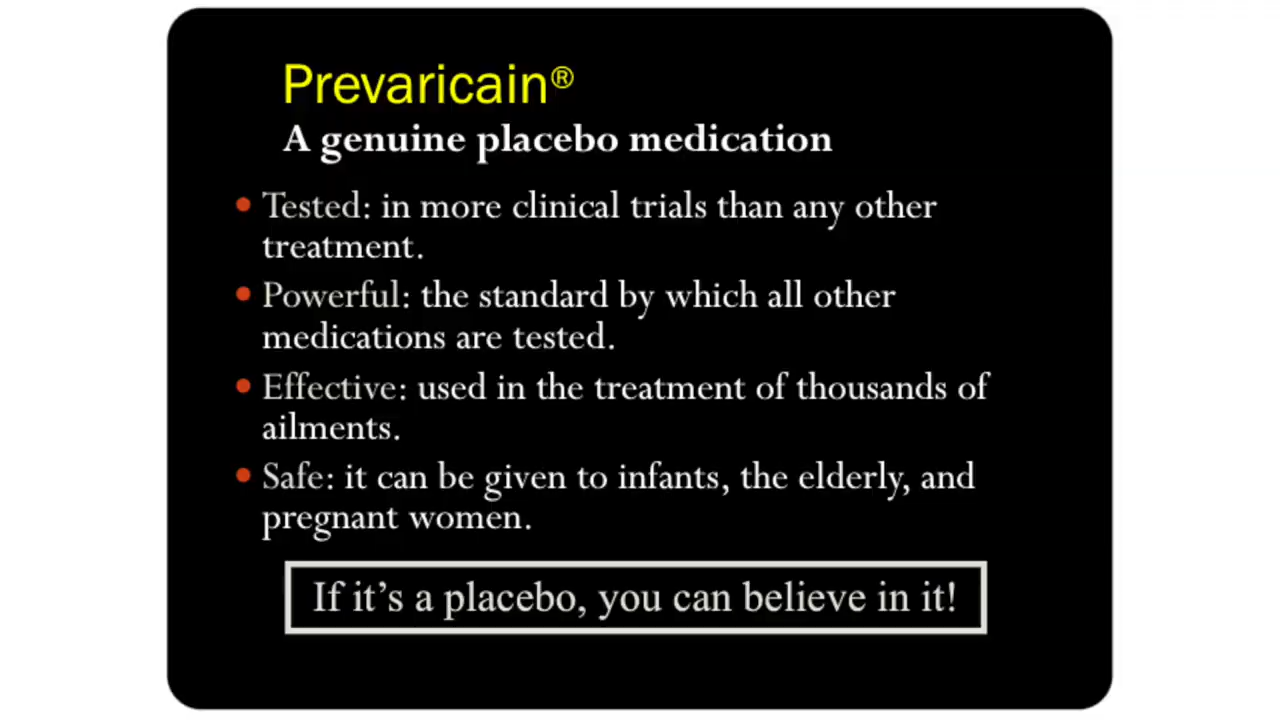 Prevaricain®
A genuine placebo medication
• Tested: in more clinical trials than any other
treatment.
• Powerful: the standard by which all other
medications are tested.
• Effective: used in the treatment of thousands of
ailments.
• Safe: it can be given to infants, the elderly, and
pregnant women.
If it’s a placebo, you can believe in it!